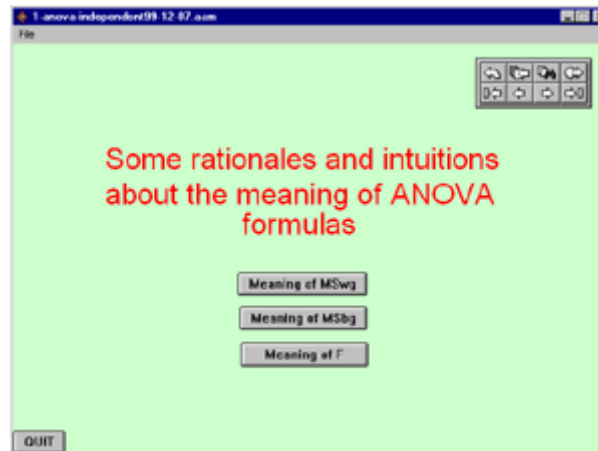 1-anova-independent99-12-07.aam
File
Some rationales and intuitions
about the meaning of ANOVA
formulas
Meaning of MSwg
Meaning of MSbg
Meaning of F
QUIT